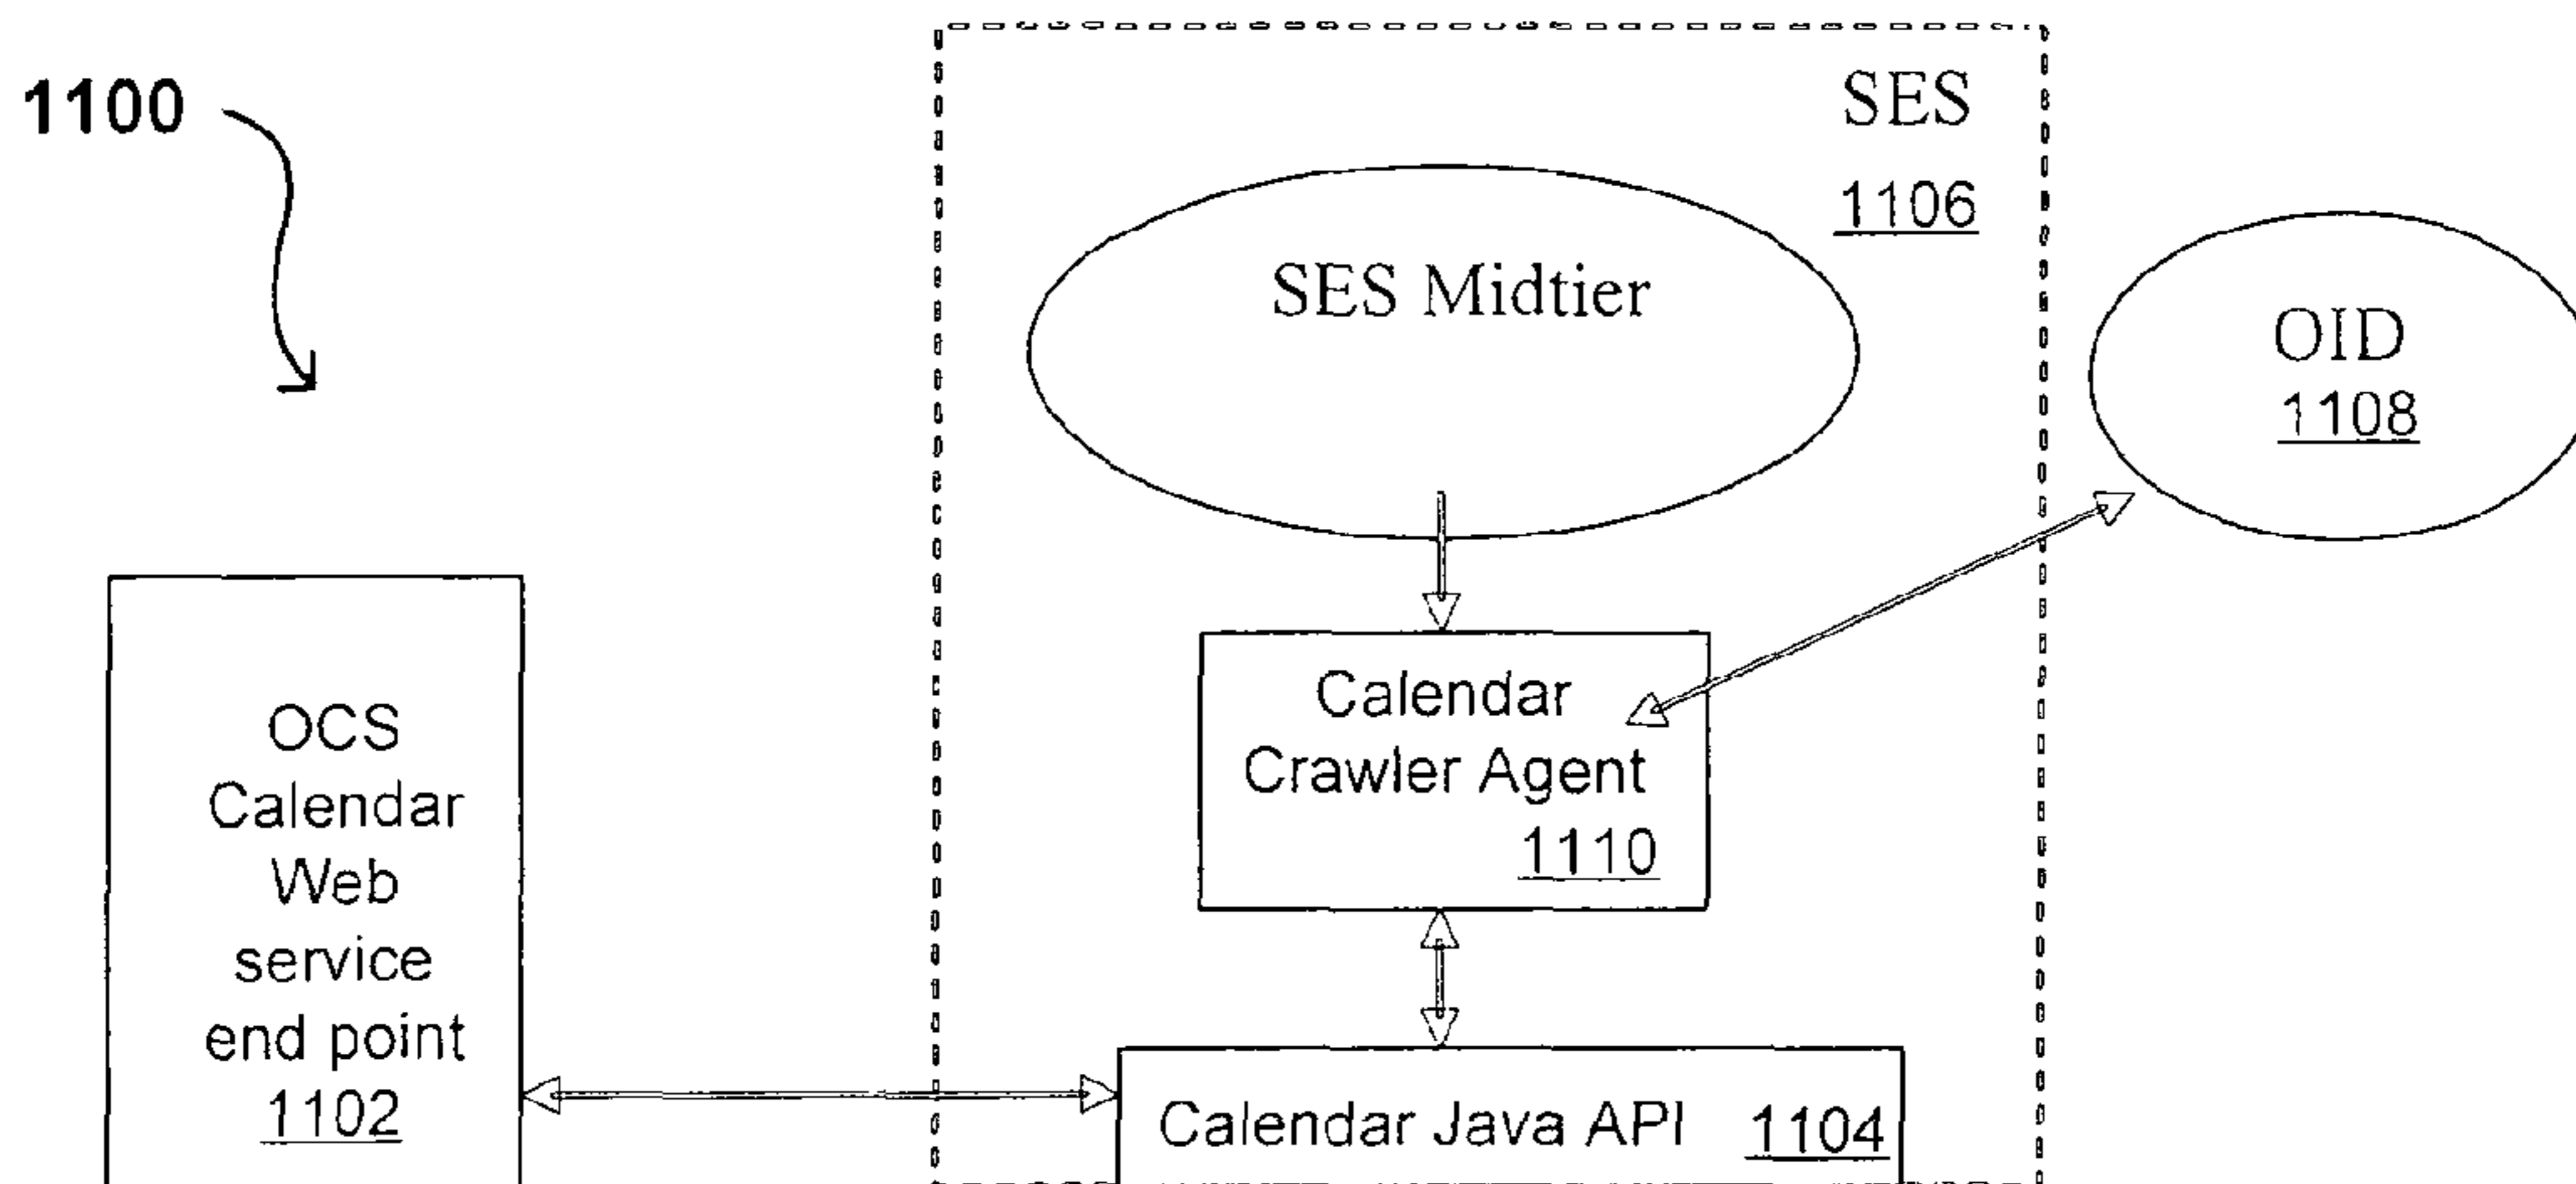 1100
SES
1106
SES Midtier
OID
1108
Calendar
Crawler Agent
1110
OCS
Calendar
Web
service
end point
1102
Calendar Java API 1104